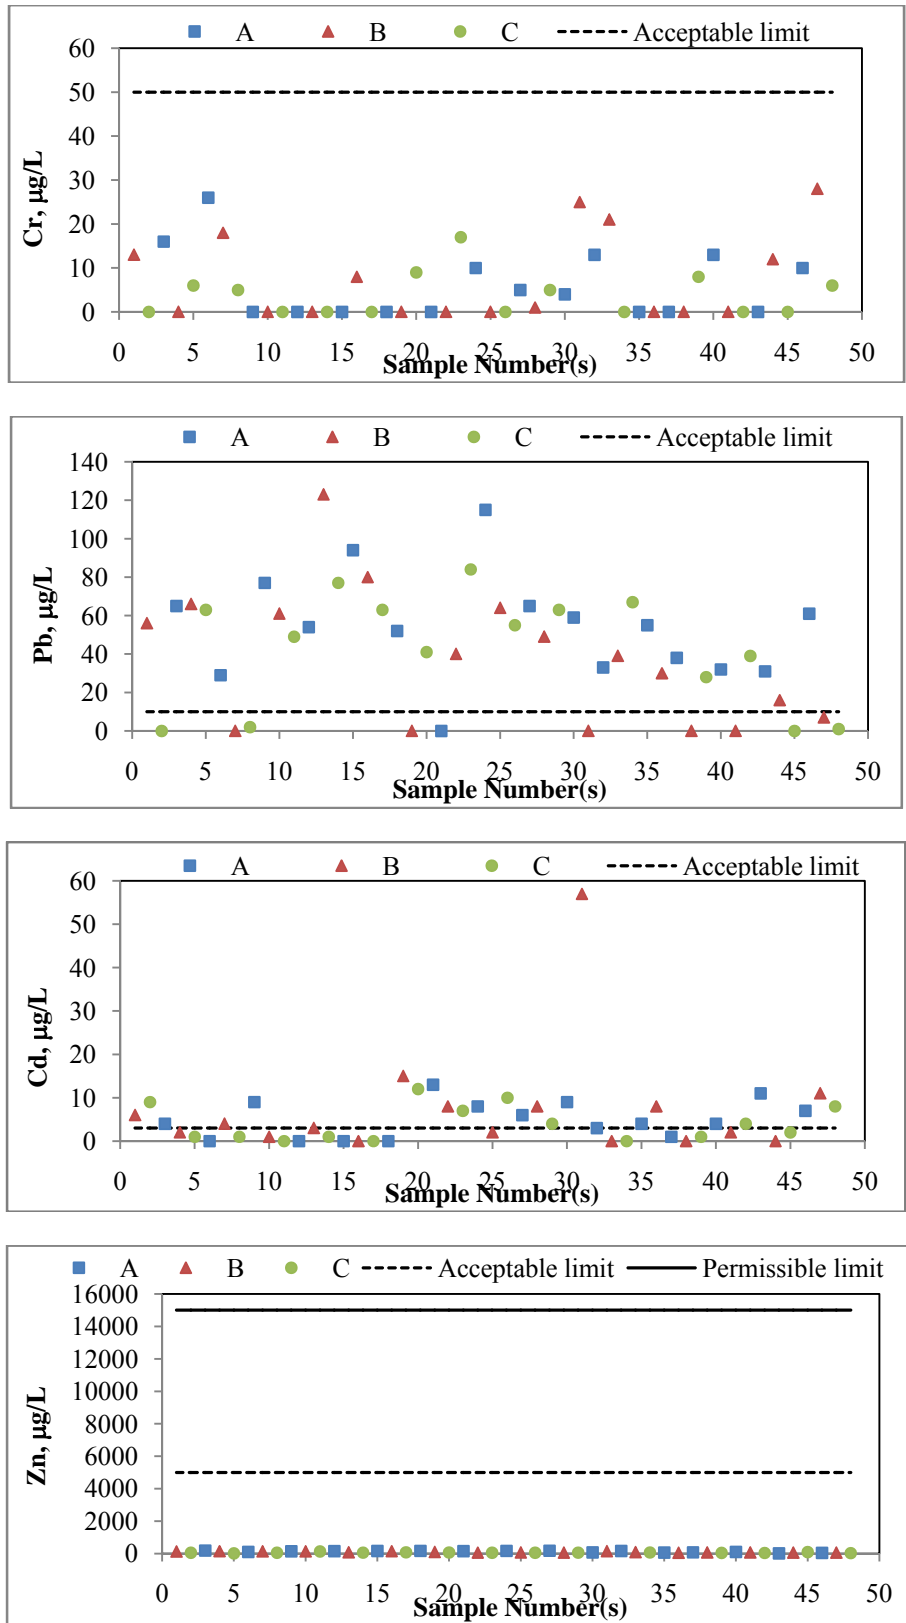 A B C Acceptable limit
60
50
40
30
20
10
0
Cr, µg/L
0 5 10 15 20 25 30 35 40 45 50
Sample Number(s)
A B C Acceptable limit
140
120
100
80
60
40
20
0
Pb, µg/L
0 5 10 15 20 25 30 35 40 45 50
Sample Number(s)
A B C Acceptable limit
60
50
40
30
20
10
0
Cd, µg/L
0 5 10 15 20 25 30 35 40 45 50
Sample Number(s)
A B C Acceptable limit Permissible limit
16000
14000
12000
10000
8000
6000
4000
2000
0
Zn, µg/L
0 5 10 15 20 25 30 35 40 45 50
Sample Number(s)